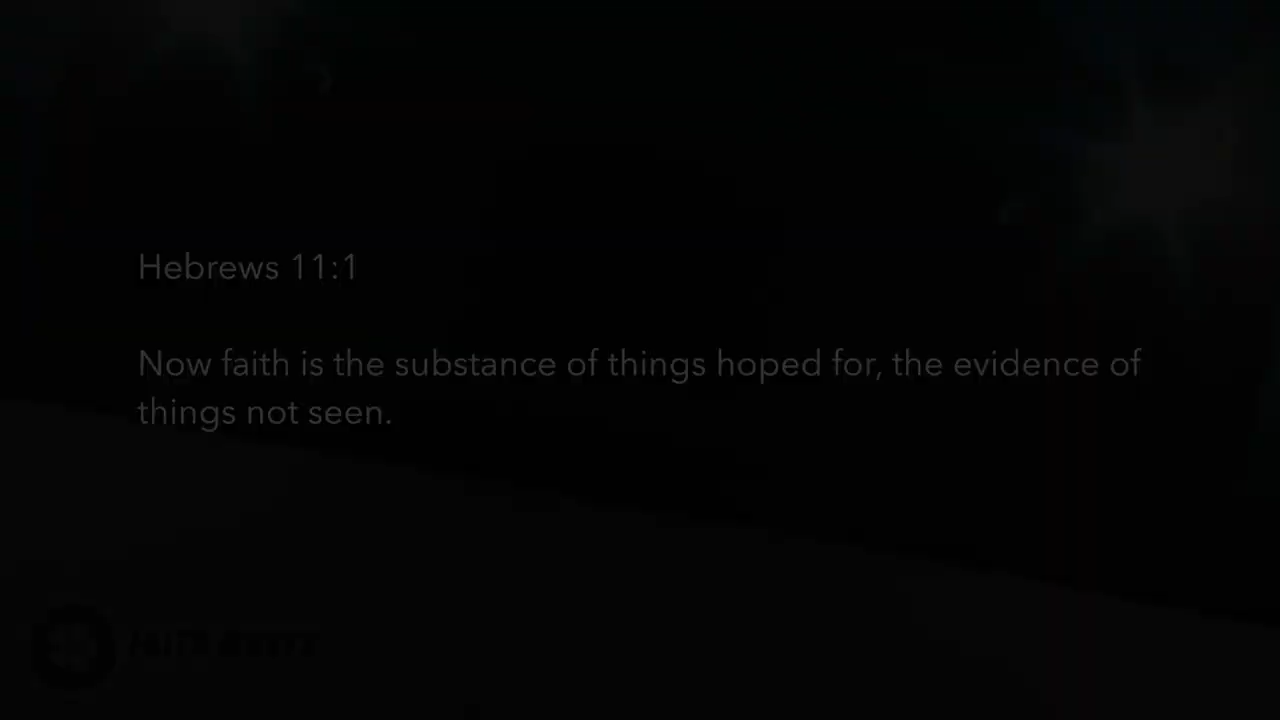 Hebrews 11:1
Now faith is the substance of things hoped for, the evidence of
things not seen.